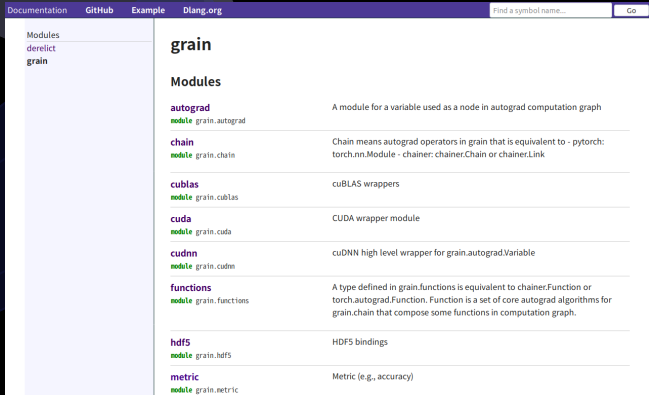 Documentation GitHub Example Dlang.org Find a symbol name... Go
Modules
derelict
grain
grain
Modules
autograd A module for a variable used as a node in autograd computation graph
module grain.autograd
chain Chain means autograd operators in grain that is equivalent to - pytorch:
module grain.chain torch.nn.Module - chainer: chainer.Chain or chainer.Link
cublas cuBLAS wrappers
module grain.cublas
cuda CUDA wrapper module
module grain.cuda
cudnn cuDNN high level wrapper for grain.autograd.Variable
module grain.cudnn
functions A type defined in grain.functions is equivalent to chainer.Function or
module grain.functions torch.autograd.Function. Function is a set of core autograd algorithms for
grain.chain that compose some functions in computation graph.
hdf5 HDF5 bindings
module grain.hdf5
metric Metric (e.g., accuracy)
module grain.metric